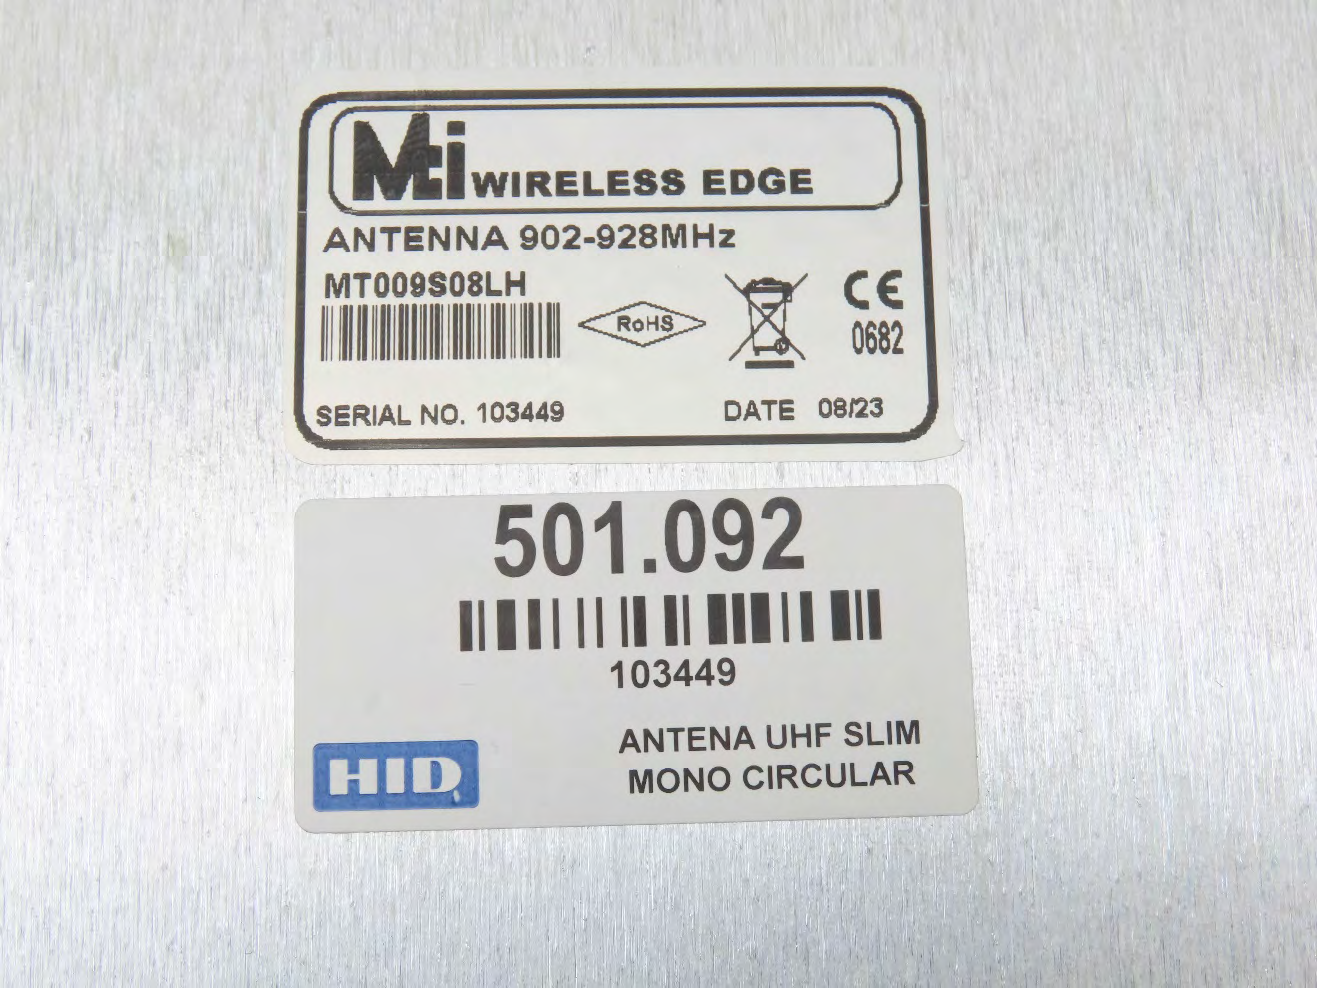 Mti WIRELESS EDGE
ANTENNA 902-928MHz
MT009S08LH
RoHS
CE
0682
SERIAL NO. 103449 DATE 08/23
501.092
103449
ANTENA UHF SLIM
MONO CIRCULAR
HID